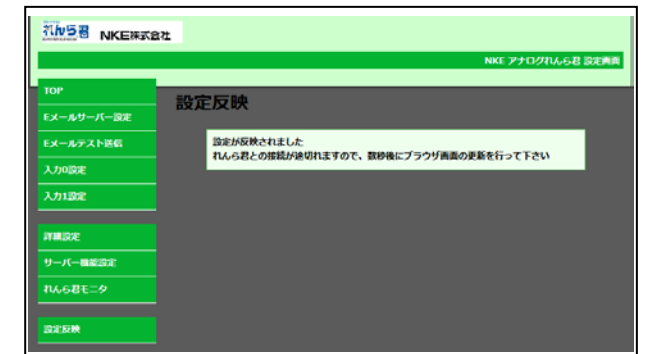 れんら君 NKE株式会社
NKE アナログれんら君 設定画面
TOP
Eメールサーバー設定
Eメールテスト送信
入力0設定
入力1設定
詳細設定
サーバー機能設定
れんら君モニタ
設定反映
設定反映
設定が反映されました
れんら君との接続が途切れますので、数秒後にブラウザ画面の更新を行って下さい